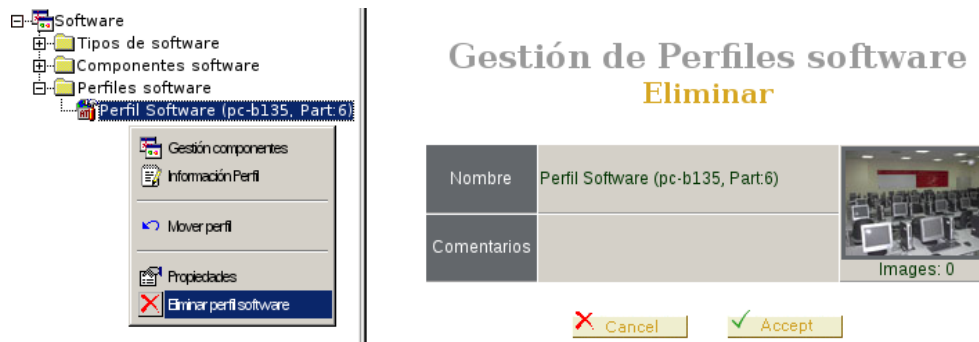 Software
Tipos de software
Componentes software
Perfiles software
Perfil Software (pc-b135, Part:6)
Gestión componentes
Información Perfil
Mover perfil
Propiedades
Eliminar perfil software
Gestión de Perfiles software
Eliminar
Nombre
Perfil Software (pc-b135, Part:6)
Comentarios
Images: 0
Cancel
Accept